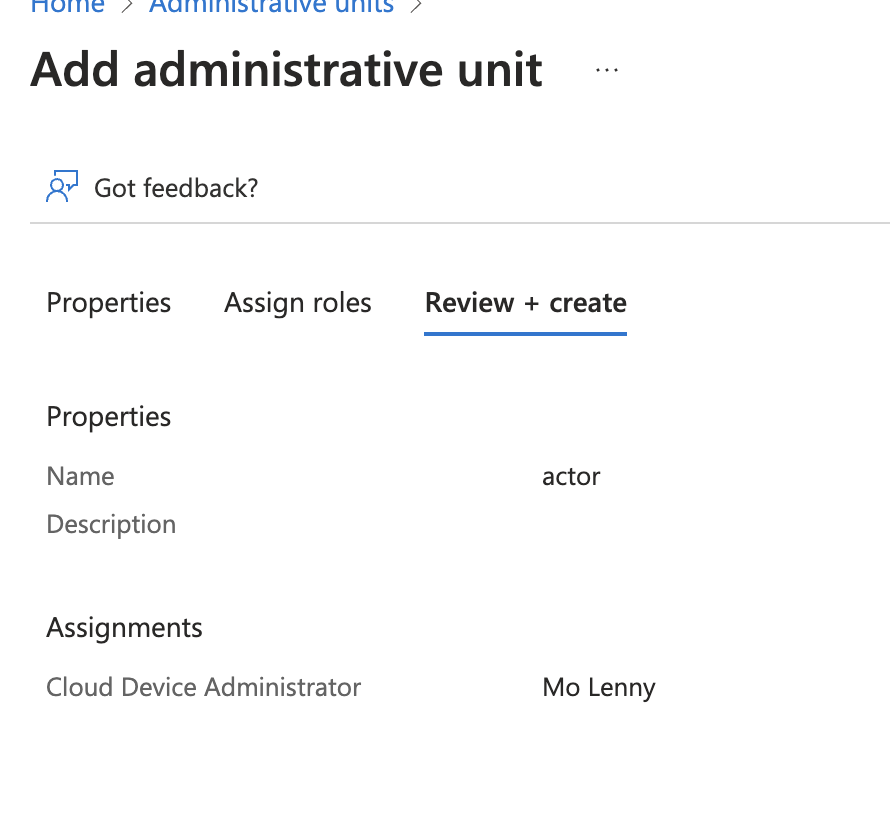 Home > Administrative units >
Add administrative unit ...
Got feedback?
Properties Assign roles Review + create
Properties
Name actor
Description
Assignments
Cloud Device Administrator Mo Lenny